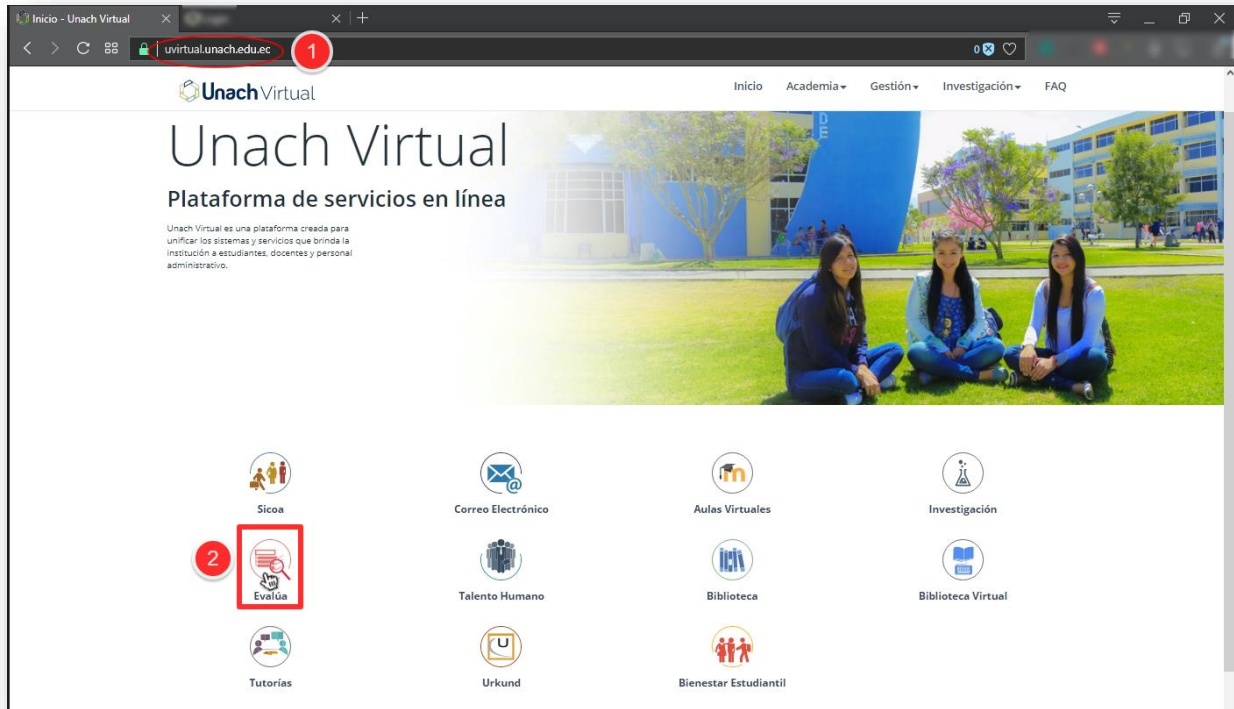 Inicio - Unach Virtual
uvirtual.unach.edu.ec
1
0
Unach Virtual
Inicio Academia Gestión Investigación FAQ
Unach Virtual
Plataforma de servicios en línea
Unach Virtual es una plataforma creada para
unificar los sistemas y servicios que brinda la
institución a estudiantes, docentes y personal
administrativo.
D
E
Sicoa Correo Electrónico Aulas Virtuales Investigación
2
Evalúa Talento Humano Biblioteca Biblioteca Virtual
Tutorías Urkund Bienestar Estudiantil